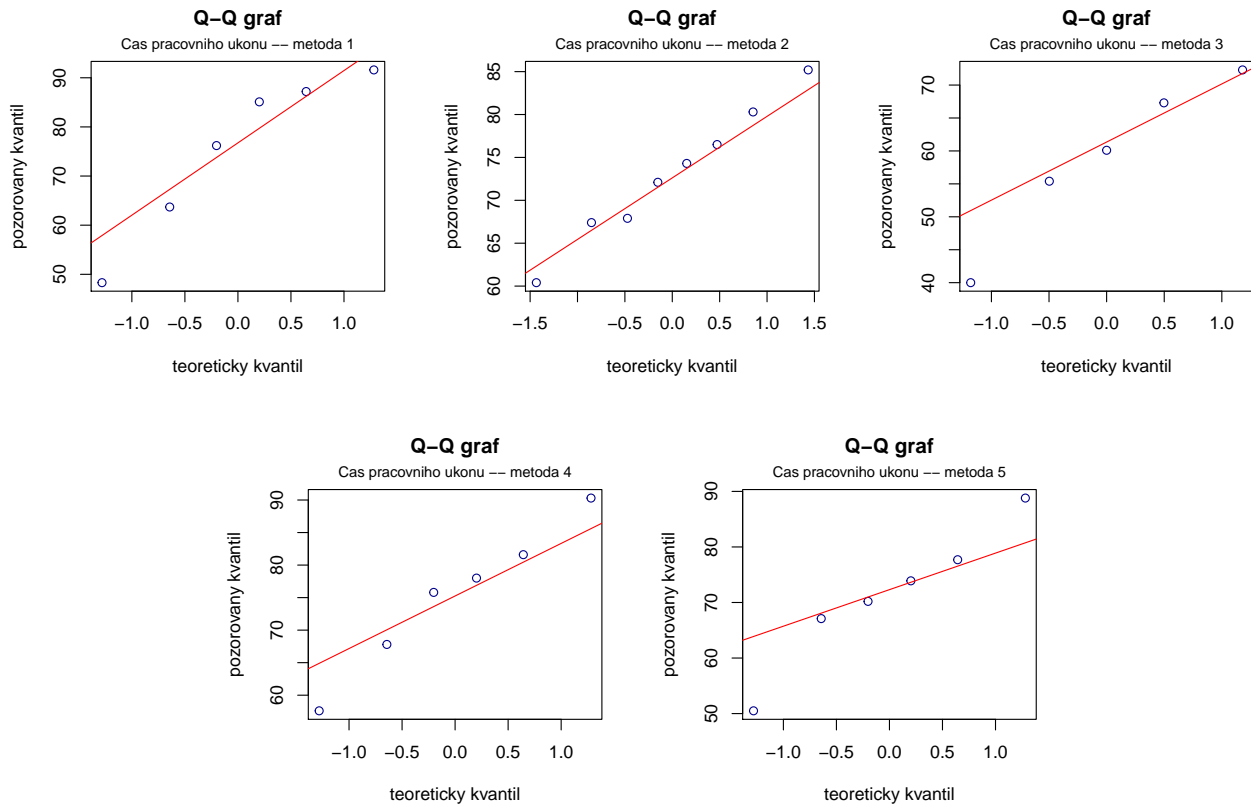 Q−Q graf
Cas pracovniho ukonu −− metoda 1
pozorovany kvantil
90
80
70
60
50
−1.0 −0.5 0.0 0.5 1.0
teoreticky kvantil
Q−Q graf
Cas pracovniho ukonu −− metoda 2
pozorovany kvantil
85
80
75
70
65
60
−1.5 −0.5 0.0 0.5 1.0 1.5
teoreticky kvantil
Q−Q graf
Cas pracovniho ukonu −− metoda 3
pozorovany kvantil
70
60
50
40
−1.0 −0.5 0.0 0.5 1.0
teoreticky kvantil
Q−Q graf
Cas pracovniho ukonu −− metoda 4
pozorovany kvantil
90
80
70
60
−1.0 −0.5 0.0 0.5 1.0
teoreticky kvantil
Q−Q graf
Cas pracovniho ukonu −− metoda 5
pozorovany kvantil
90
80
70
60
50
−1.0 −0.5 0.0 0.5 1.0
teoreticky kvantil